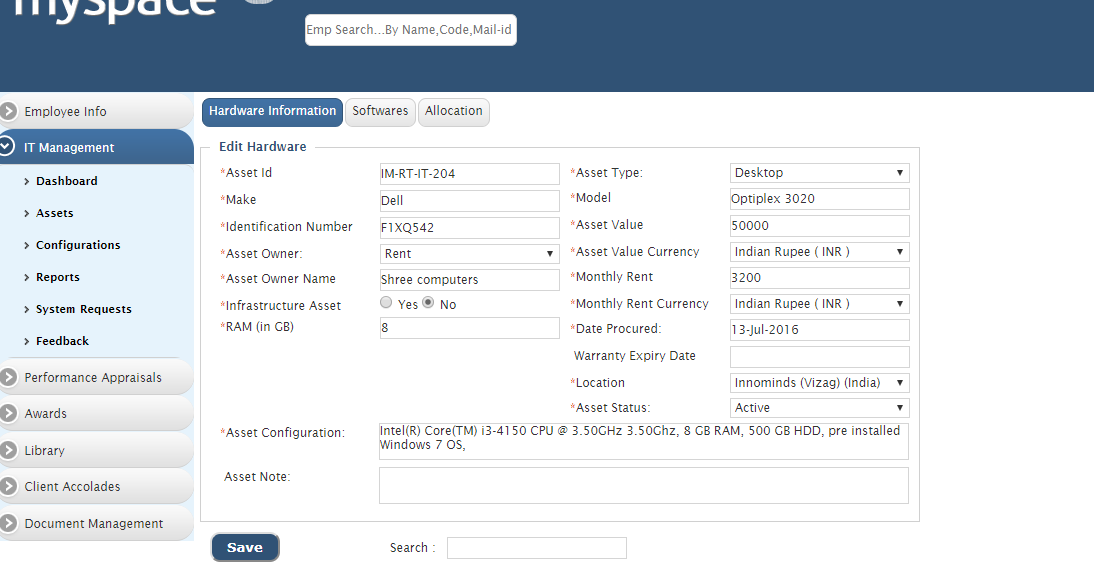 myspace
Emp Search...By Name,Code,Mail-id
Employee Info
IT Management
Dashboard
Assets
Configurations
Reports
System Requests
Feedback
Performance Appraisals
Awards
Library
Client Accolades
Document Management
Hardware Information Softwares Allocation
Edit Hardware
*Asset Id IM-RT-IT-204 *Asset Type: Desktop
*Make Dell *Model Optiplex 3020
*Identification Number F1XQ542 *Asset Value 50000
*Asset Owner: Rent *Asset Value Currency Indian Rupee ( INR )
*Asset Owner Name Shree computers *Monthly Rent 3200
*Infrastructure Asset Yes No *Monthly Rent Currency Indian Rupee ( INR )
*RAM (in GB) 8 *Date Procured: 13-Jul-2016
Warranty Expiry Date
*Location Innominds (Vizag) (India)
*Asset Status: Active
*Asset Configuration: Intel(R) Core(TM) i3-4150 CPU @ 3.50GHz 3.50Ghz, 8 GB RAM, 500 GB HDD, pre installed
Windows 7 OS,
Asset Note:
Save Search :